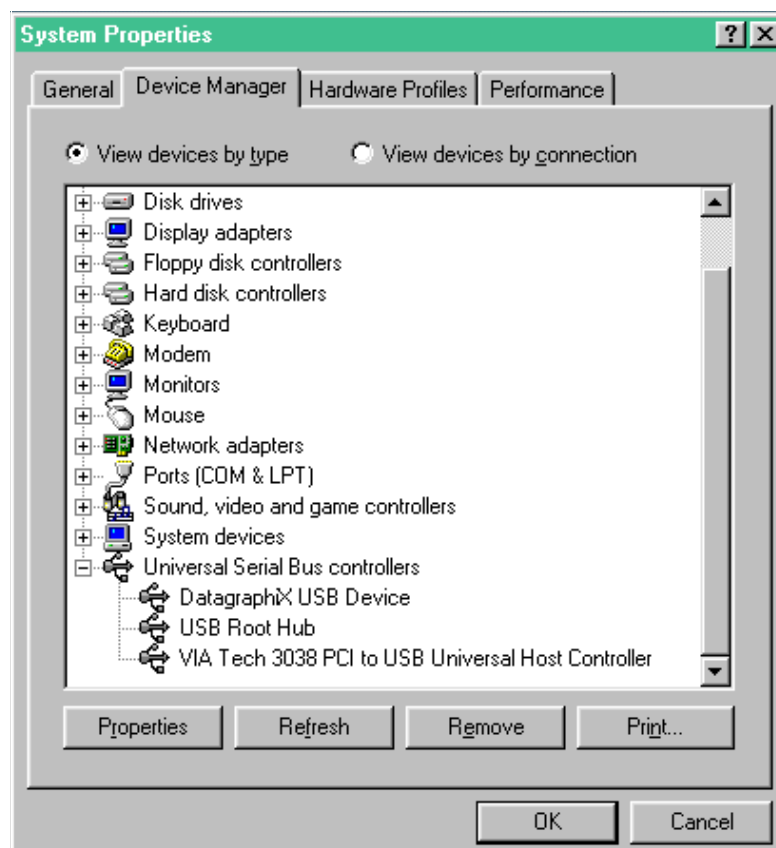 System Properties
General Device Manager Hardware Profiles Performance
View devices by type View devices by connection
Disk drives
Display adapters
Floppy disk controllers
Hard disk controllers
Keyboard
Modem
Monitors
Mouse
Network adapters
Ports (COM & LPT)
Sound, video and game controllers
System devices
Universal Serial Bus controllers
DatagraphiX USB Device
USB Root Hub
VIA Tech 3038 PCI to USB Universal Host Controller
Properties Refresh Remove Print...
OK Cancel